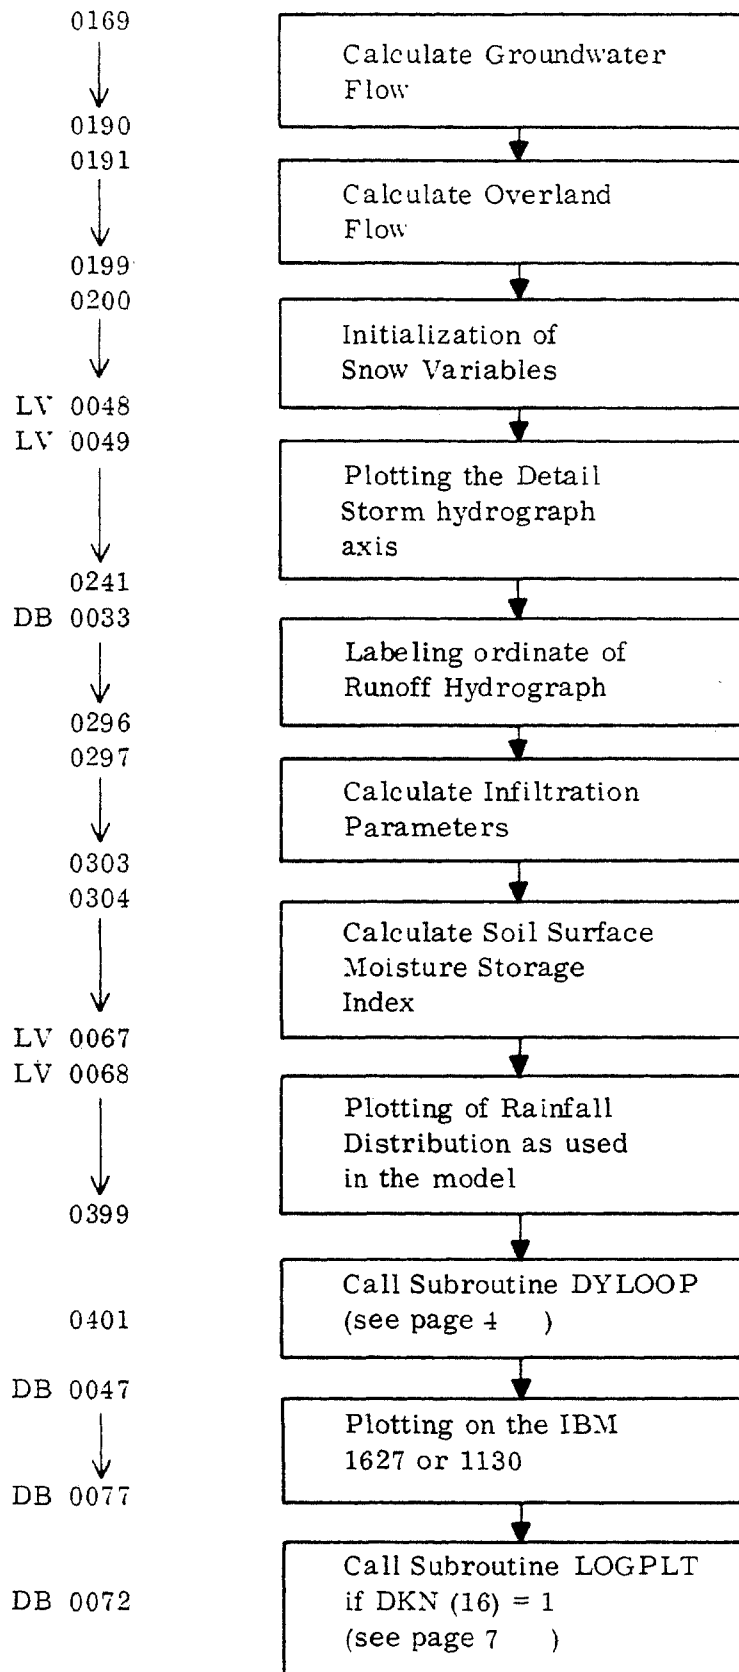 0169
Calculate Groundwater
Flow
0190
0191
Calculate Overland
Flow
0199
0200
Initialization of
Snow Variables
LV 0048
LV 0049
Plotting the Detail
Storm hydrograph
axis
0241
DB 0033
Labeling ordinate of
Runoff Hydrograph
0296
0297
Calculate Infiltration
Parameters
0303
0304
Calculate Soil Surface
Moisture Storage
Index
LV 0067
LV 0068
Plotting of Rainfall
Distribution as used
in the model
0399
Call Subroutine DYLOOP
0401 (see page 4 )
DB 0047
Plotting on the IBM
1627 or 1130
DB 0077
Call Subroutine LOGPLT
DB 0072 if DKN (16) = 1
(see page 7 )